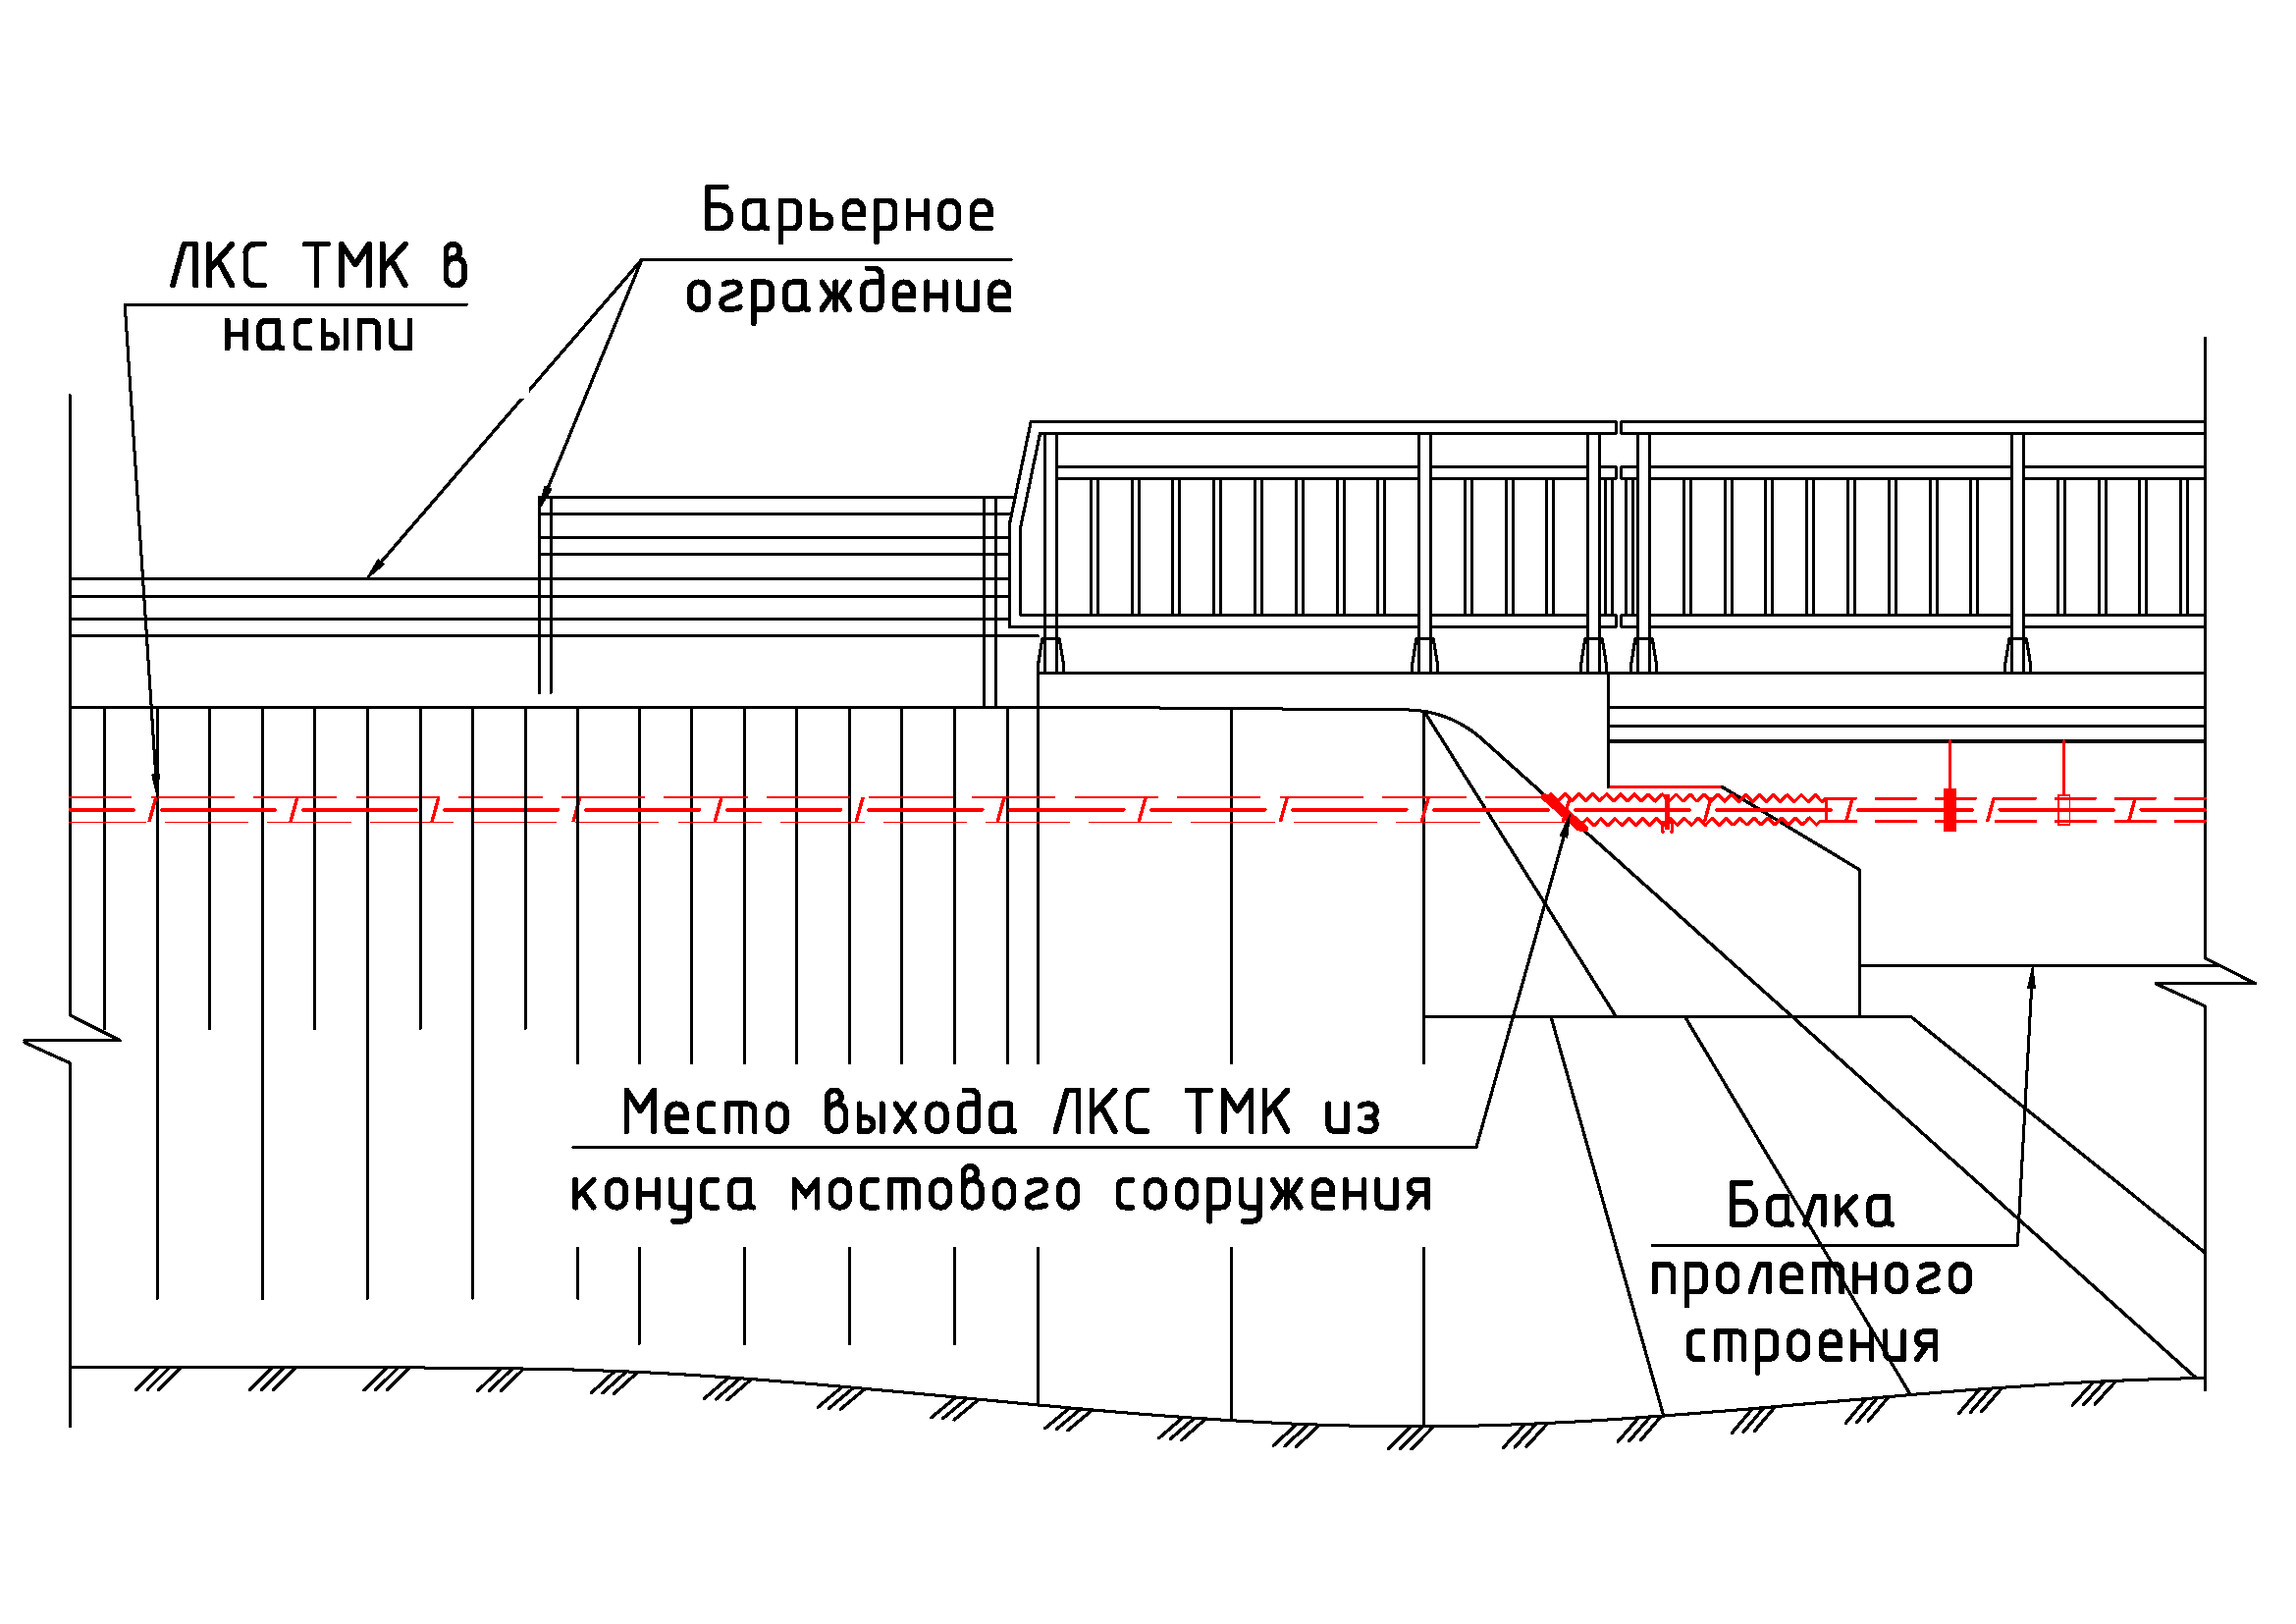 Барьерное
ограждение
ЛКС ТМК в
насыпи
Место выхода ЛКС ТМК из
конуса мостового сооружения
Балка
пролетного
строения